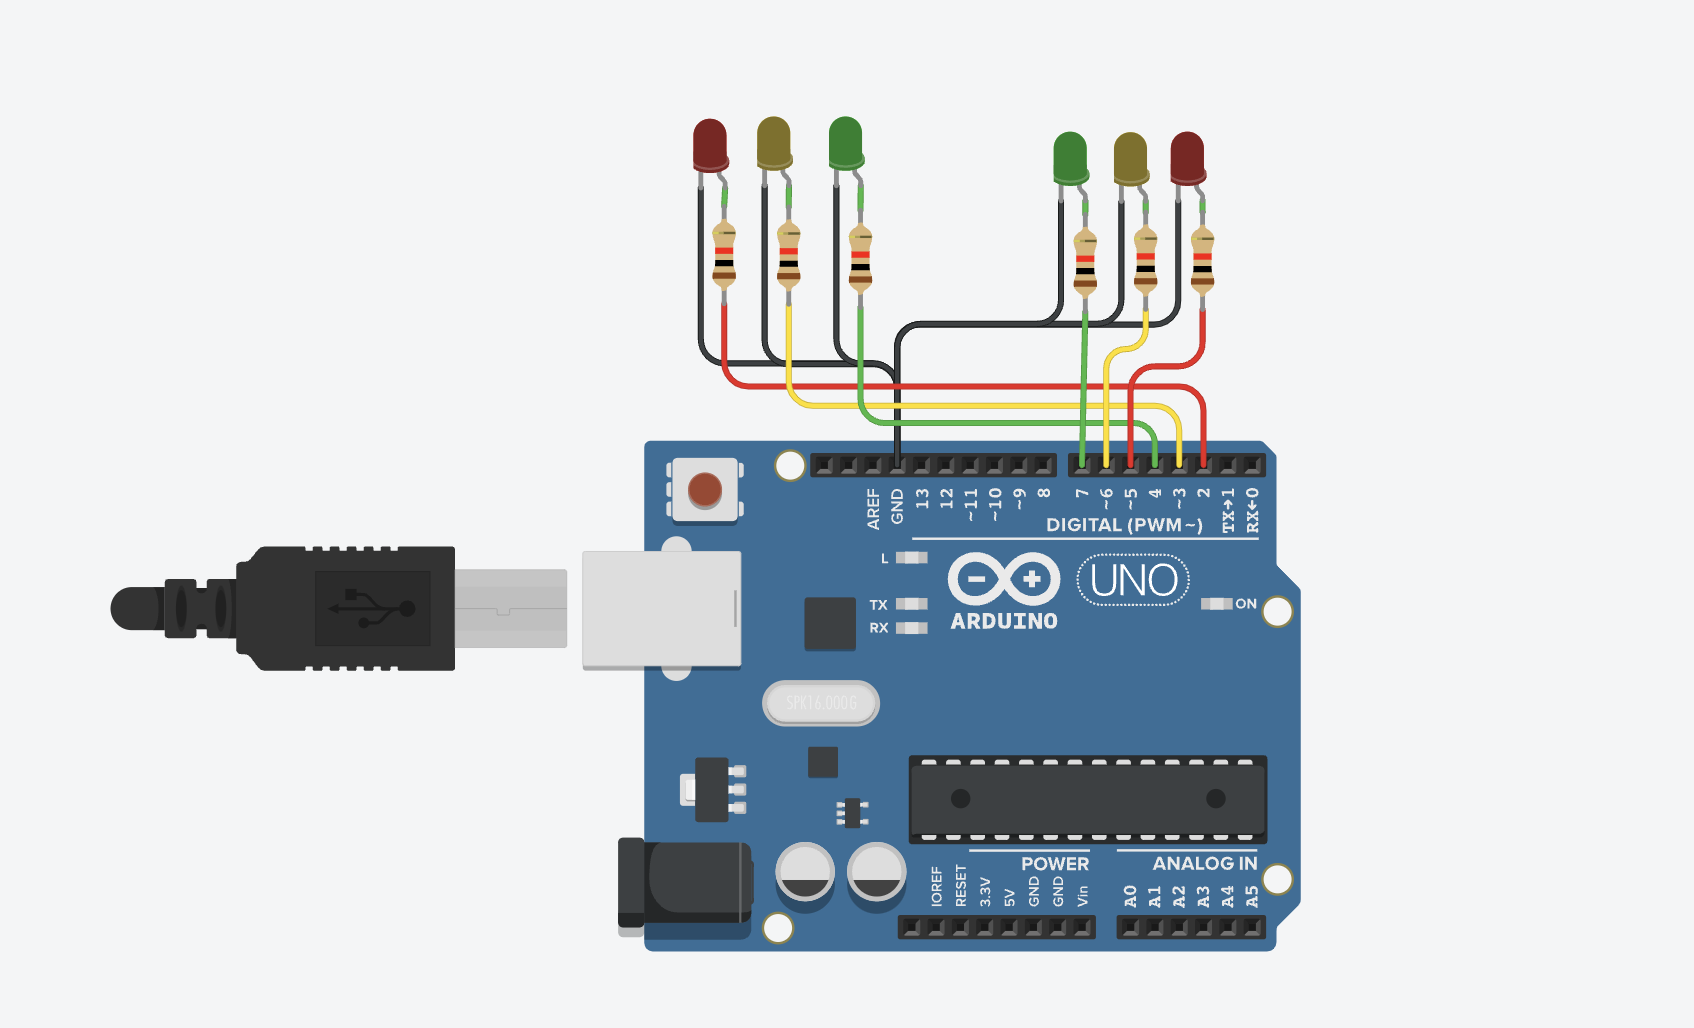 AREF
GND
13
12
~11
~10
~9
8
7
~6
~5
4
~3
2
TX→1
RX←0
DIGITAL (PWM~)
L
TX
RX
ARDUINO
UNO
ON
SPK16.000G
POWER
ANALOG IN
IOREF
RESET
3.3V
5V
GND
GND
Vin
A0
A1
A2
A3
A4
A5